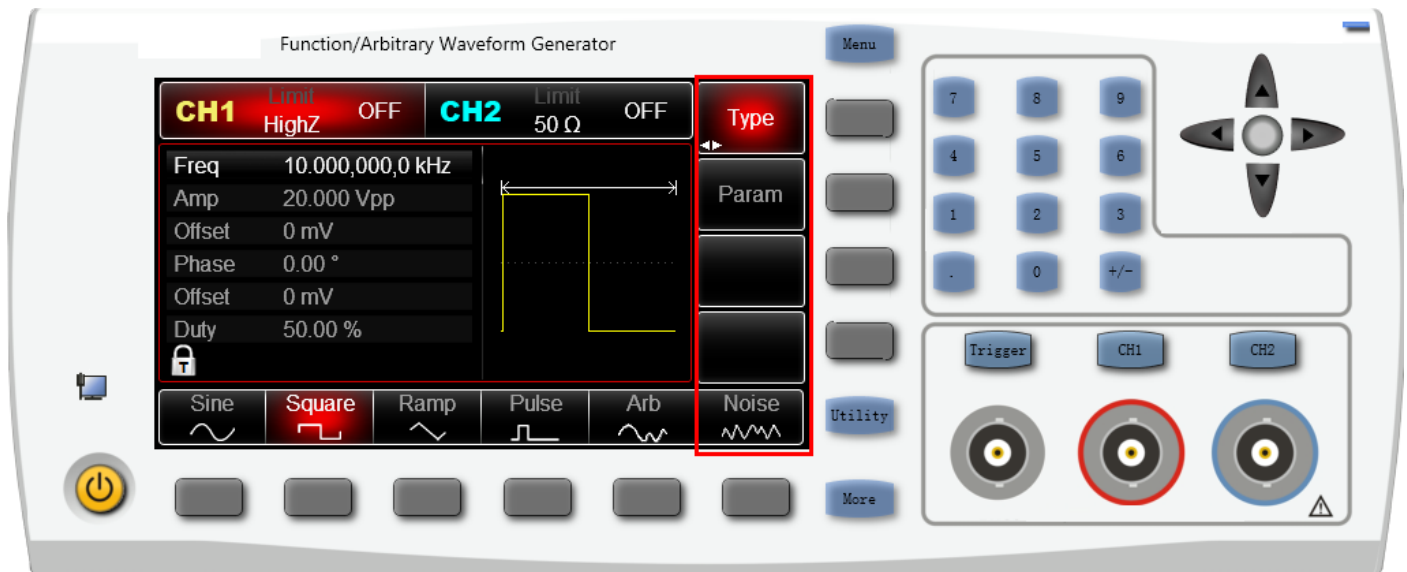 Function/Arbitrary Waveform Generator
Menu
CH1 Limit HighZ OFF CH2 Limit 50 Ω OFF Type
Freq 10.000,000,0 kHz
Amp 20.000 Vpp
Param
Offset 0 mV
Phase 0.00 °
Offset 0 mV
Duty 50.00 %
T
Sine Square Ramp Pulse Arb Noise
Utility
More
7 8 9
4 5 6
1 2 3
. 0 +/-
Trigger CH1 CH2